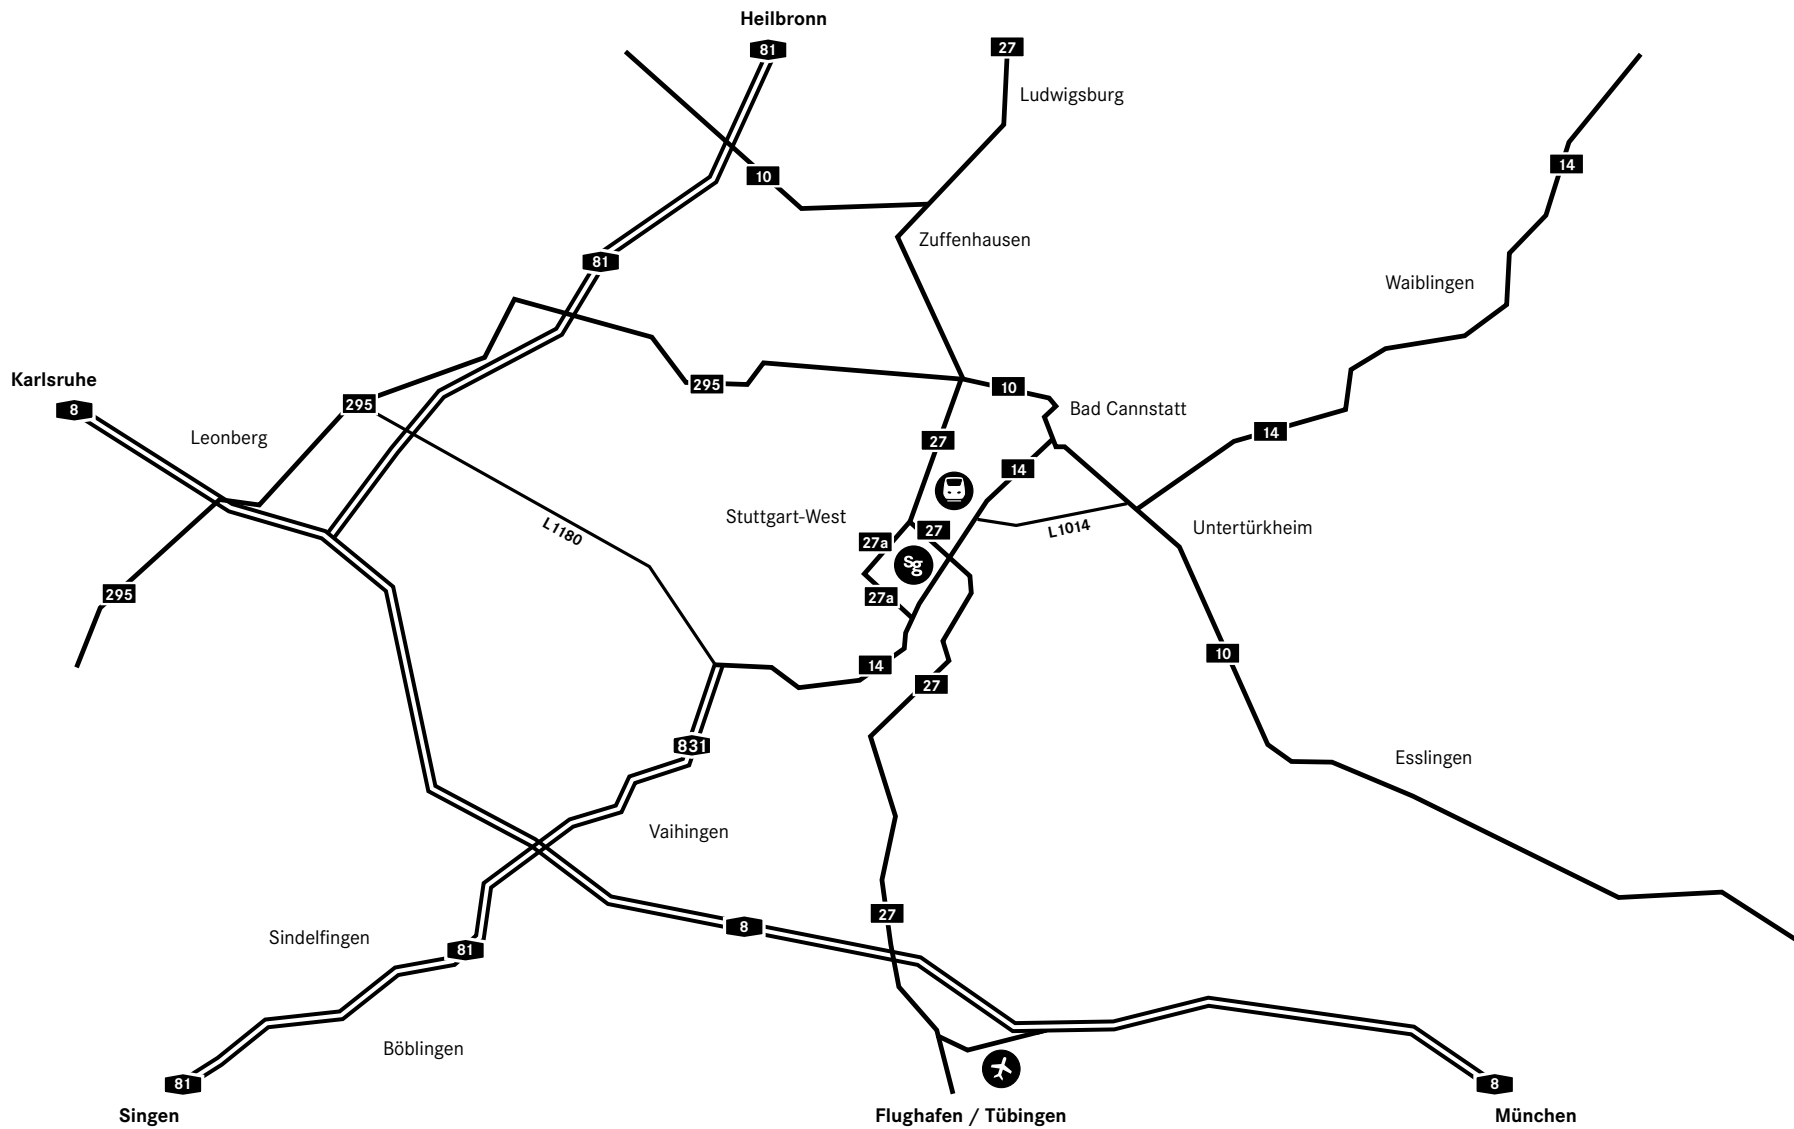 Heilbronn
81
27
Ludwigsburg
14
10
Zuffenhausen
81
Waiblingen
Karlsruhe
8
295
295
10
Bad Cannstatt
Leonberg
27
14
14
Stuttgart-West
L1180
27a
27
L1014
Untertürkheim
Sg
295
27a
10
14
27
831
Esslingen
Vaihingen
27
8
Sindelfingen
81
Böblingen
81
8
Singen
Flughafen / Tübingen
München